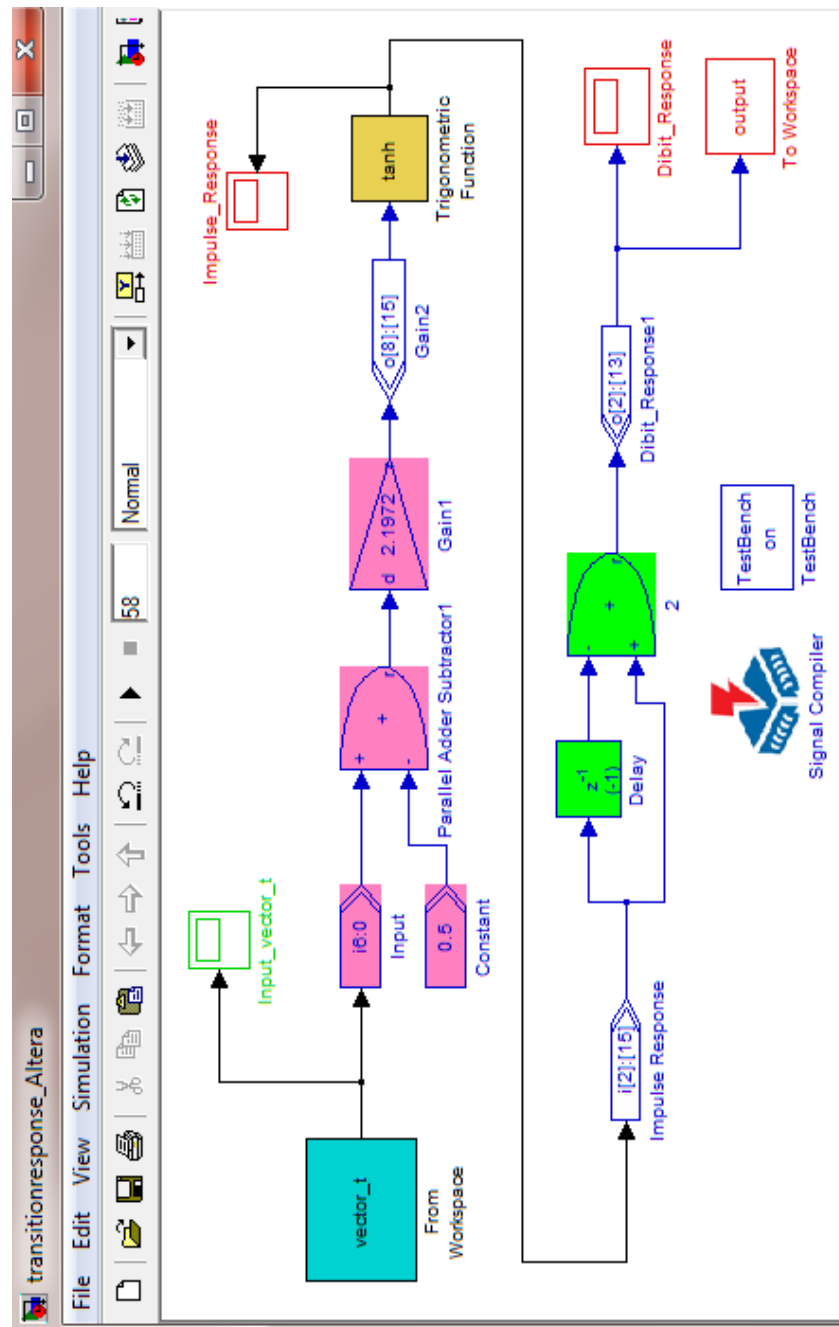 transitionresponse_Altera
File Edit View Simulation Format Tools Help
58
Normal
Impulse_Response
Input_vector_t
vector_t
From
Workspace
i6:0
Input
0.5
Constant
+
-
+
r
Parallel Adder Subtractor1
d 2.1972 r
Gain1
o[8]:[15]
Gain2
tanh
Trigonometric
Function
i[2]:[15]
Impulse Response
z-1
(-1)
Delay
-
+
+
r
2
o[2]:[13]
Dibit_Response1
Dibit_Response
output
To Workspace
Signal Compiler
TestBench
on
TestBench